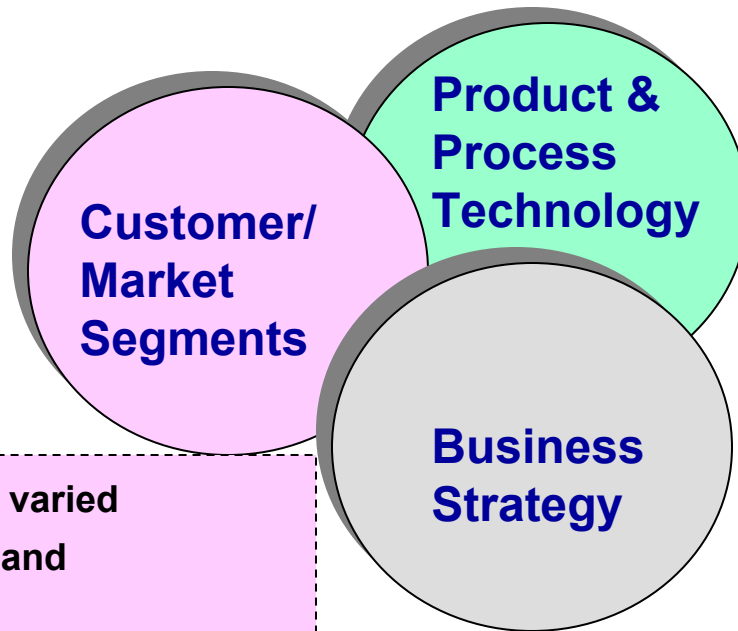 Product &
Process
Technology
Customer/
Market
Segments
Business
Strategy
varied
and